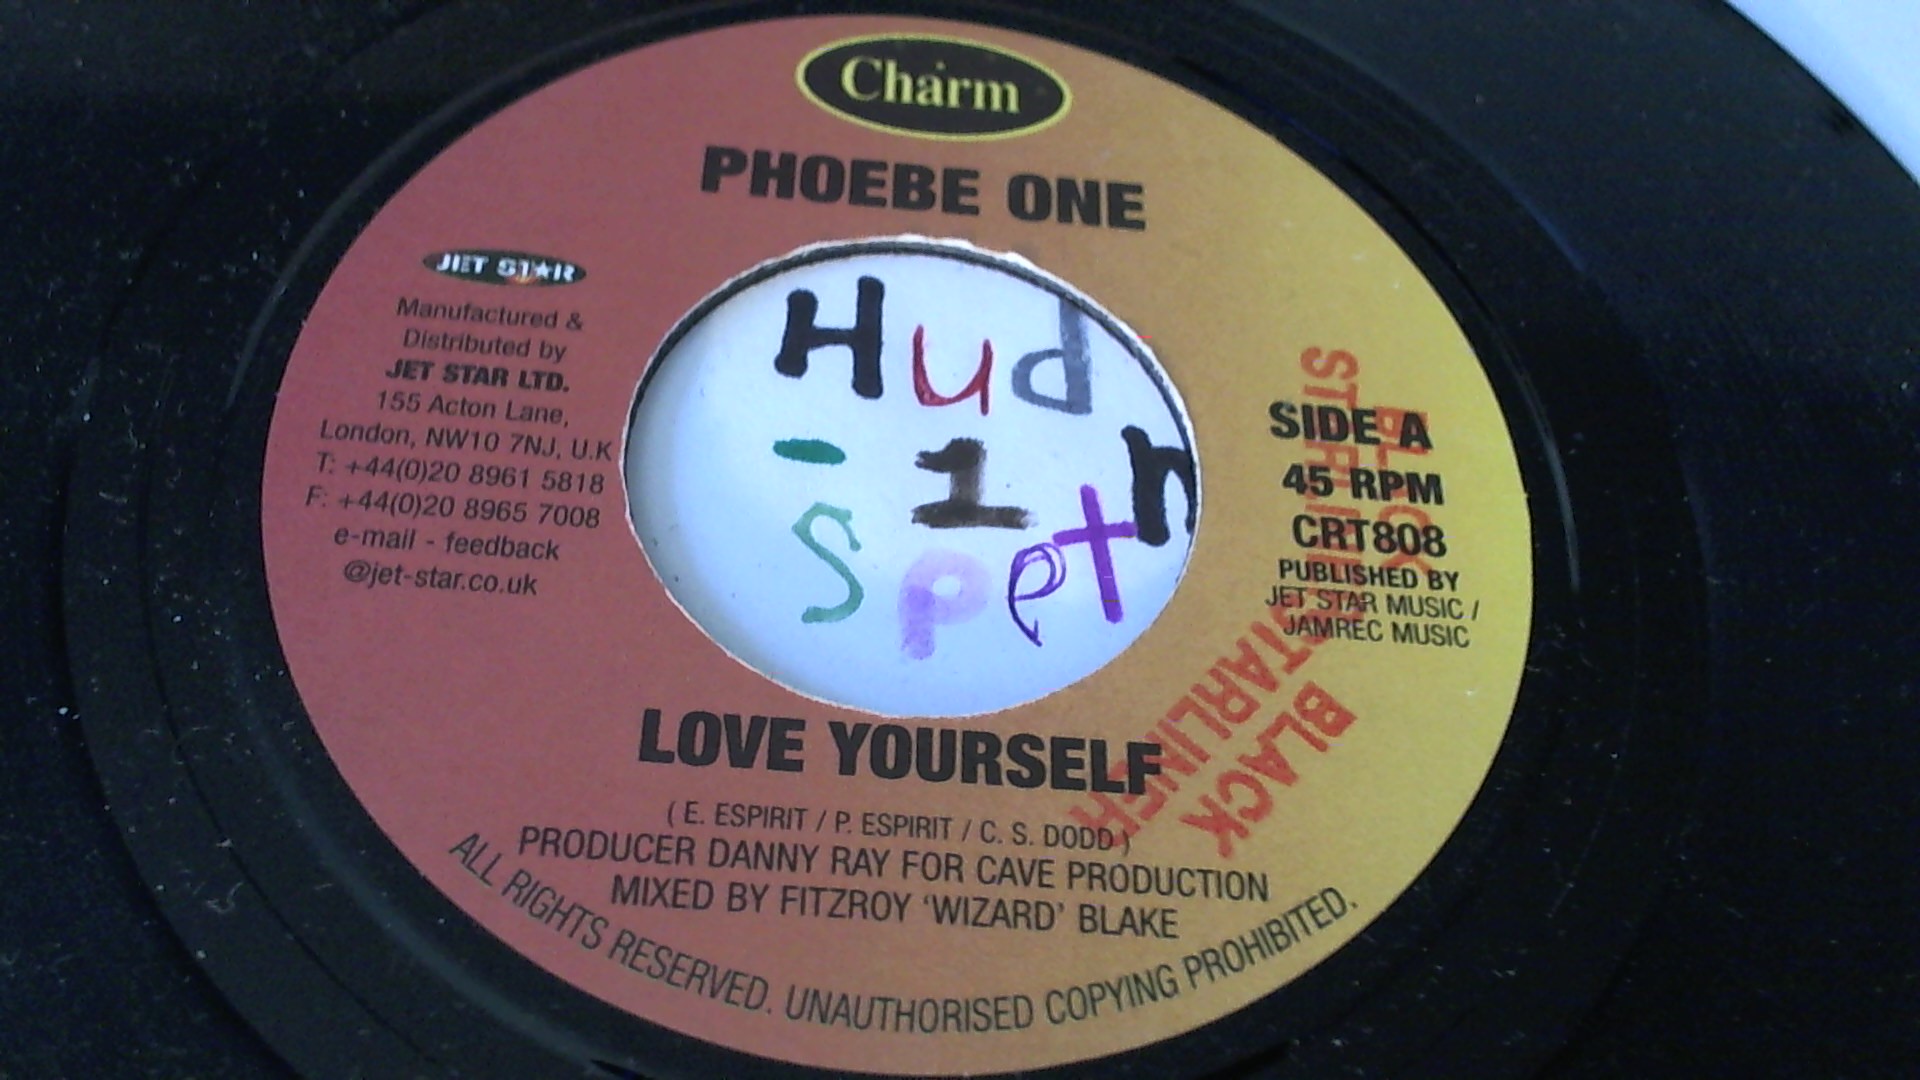 Charm
PHOEBE ONE
JET STAR
Manufactured &
Distributed by
JET STAR LTD.
155 Acton Lane,
London, NW10 7NJ, U.K
T: +44(0)20 8961 5818
F: +44(0)20 8965 7008
e-mail - feedback
@jet-star.co.uk
Hud
- 1 n
Spet
SIDE A
45 RPM
CRT808
PUBLISHED BY
JET STAR MUSIC /
JAMREC MUSIC
BLACK
STARLINER
BLACK
STARLINER
LOVE YOURSELF
( E. ESPIRIT / P. ESPIRIT / C. S. DODD )
PRODUCER DANNY RAY FOR CAVE PRODUCTION
MIXED BY FITZROY 'WIZARD' BLAKE
ALL RIGHTS RESERVED. UNAUTHORISED COPYING PROHIBITED.